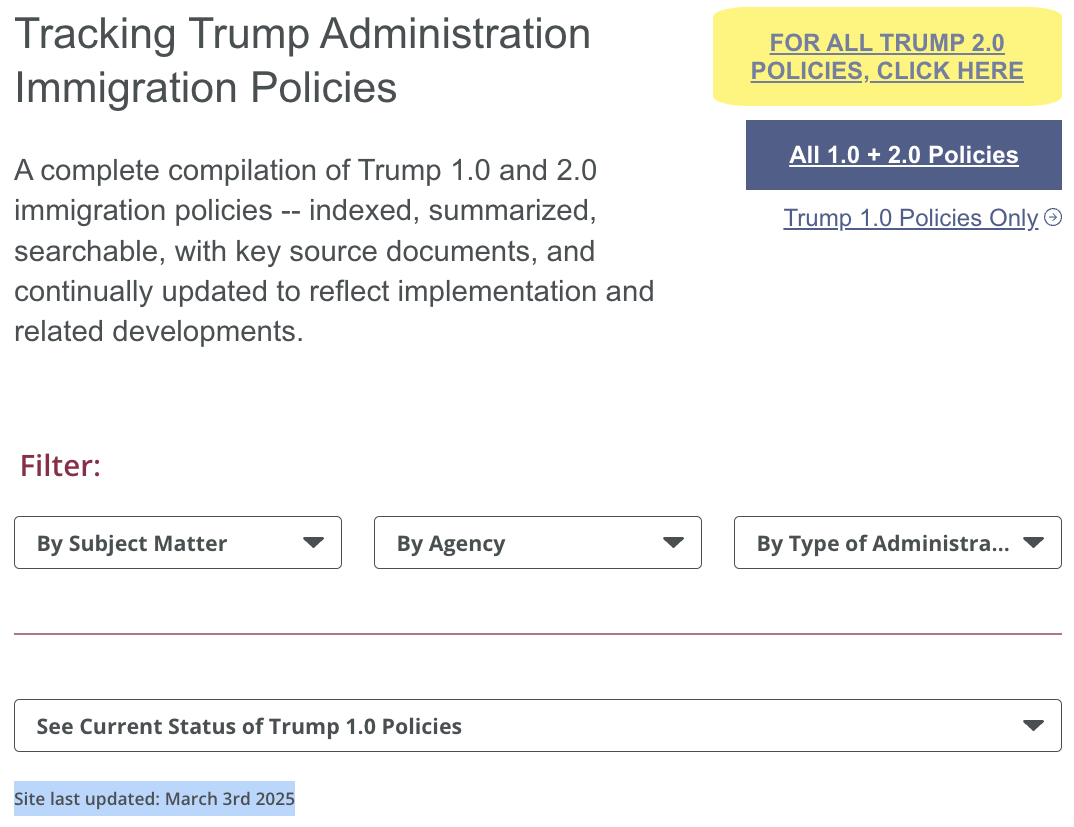 Tracking Trump Administration
Immigration Policies
A complete compilation of Trump 1.0 and 2.0
immigration policies -- indexed, summarized,
searchable, with key source documents, and
continually updated to reflect implementation and
related developments.
FOR ALL TRUMP 2.0
POLICIES, CLICK HERE
All 1.0 + 2.0 Policies
Trump 1.0 Policies Only
Filter:
By Subject Matter
By Agency
By Type of Administra...
See Current Status of Trump 1.0 Policies
Site last updated: March 3rd 2025